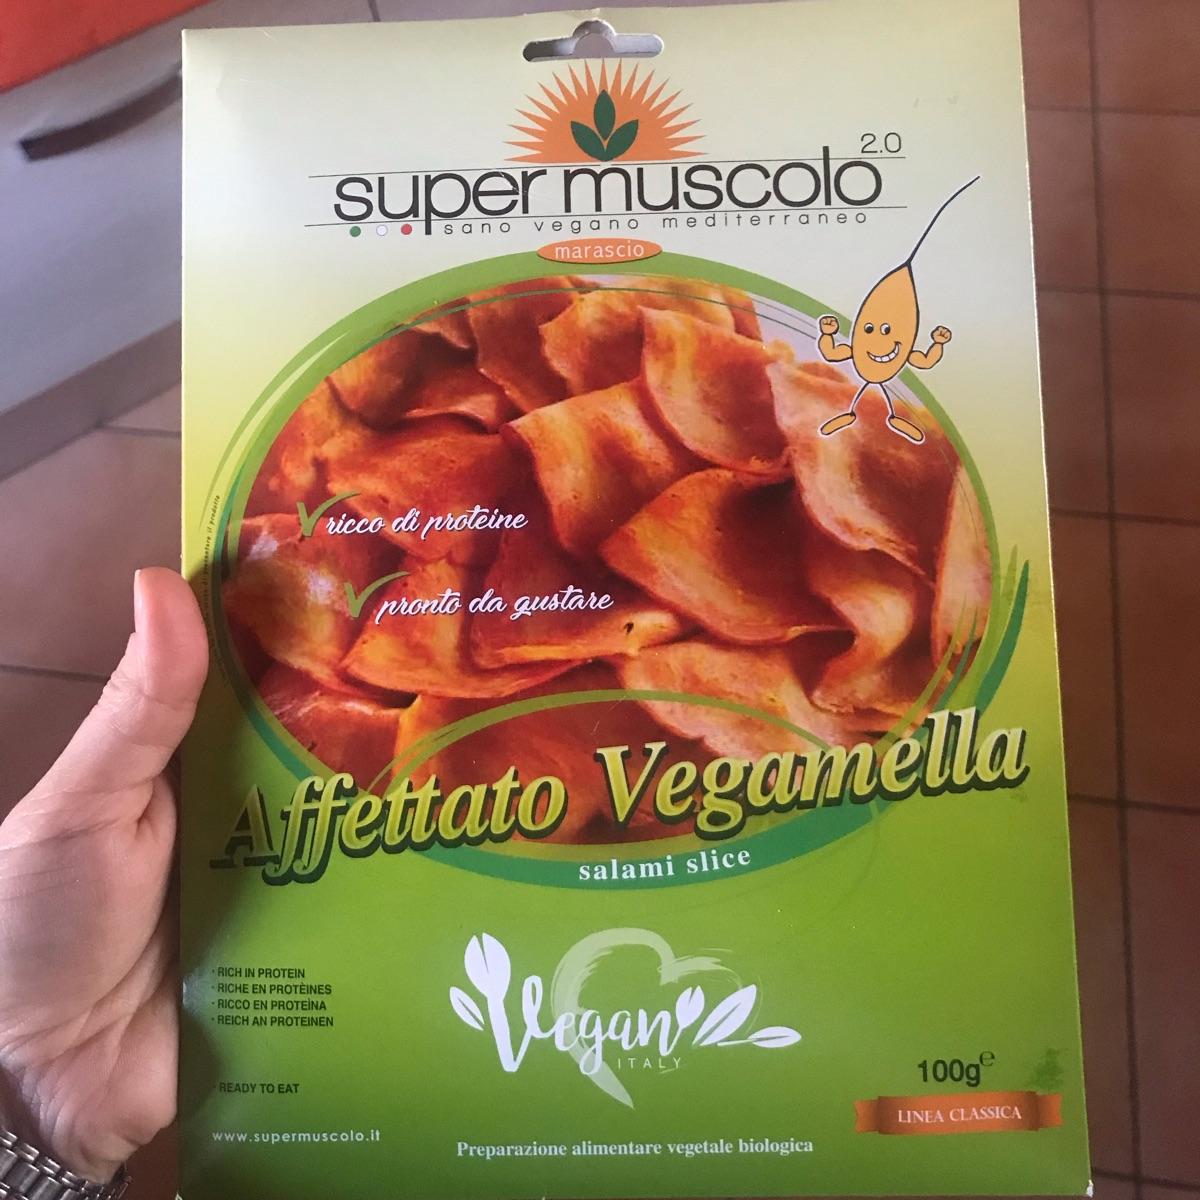 2.0
super muscolo
sano vegano mediterraneo
marascio
ricco di proteine
pronto da gustare
Affettato Vegamella
salami slice
· RICH IN PROTEIN
· RICHE EN PROTÈINES
· RICCO EN PROTEÌNA
· REICH AN PROTEINEN
· READY TO EAT
Vegan
ITALY
100g e
LINEA CLASSICA
www.supermuscolo.it
Preparazione alimentare vegetale biologica